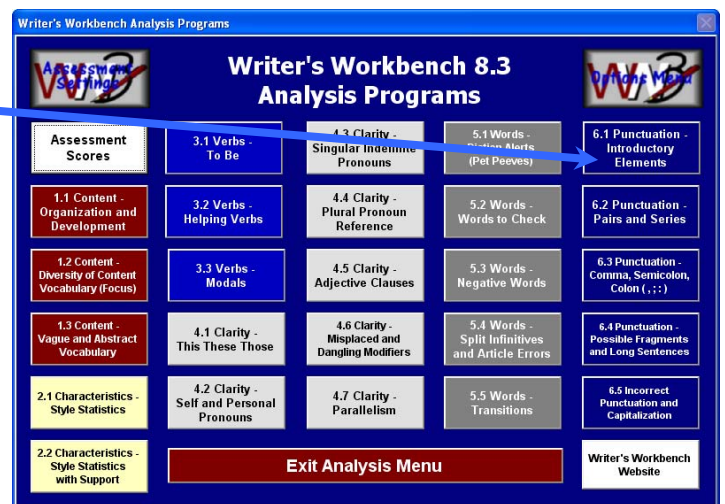 Writer's Workbench Analysis Programs
Assessment
Settings
Writer's Workbench 8.3
Analysis Programs
Options Menu
Assessment
Scores
3.1 Verbs -
To Be
4.3 Clarity -
Singular Indefinite
Pronouns
5.1 Words -
Diction Alerts
(Pet Peeves)
6.1 Punctuation -
Introductory
Elements
1.1 Content -
Organization and
Development
3.2 Verbs -
Helping Verbs
4.4 Clarity -
Plural Pronoun
Reference
5.2 Words -
Words to Check
6.2 Punctuation -
Pairs and Series
1.2 Content -
Diversity of Content
Vocabulary (Focus)
3.3 Verbs -
Modals
4.5 Clarity -
Adjective Clauses
5.3 Words -
Negative Words
6.3 Punctuation -
Comma, Semicolon,
Colon ( , ; : )
1.3 Content -
Vague and Abstract
Vocabulary
4.1 Clarity -
This These Those
4.6 Clarity -
Misplaced and
Dangling Modifiers
5.4 Words -
Split Infinitives
and Article Errors
6.4 Punctuation -
Possible Fragments
and Long Sentences
2.1 Characteristics -
Style Statistics
4.2 Clarity -
Self and Personal
Pronouns
4.7 Clarity -
Parallelism
5.5 Words -
Transitions
6.5 Incorrect
Punctuation and
Capitalization
2.2 Characteristics -
Style Statistics
with Support
Exit Analysis Menu
Writer's Workbench
Website